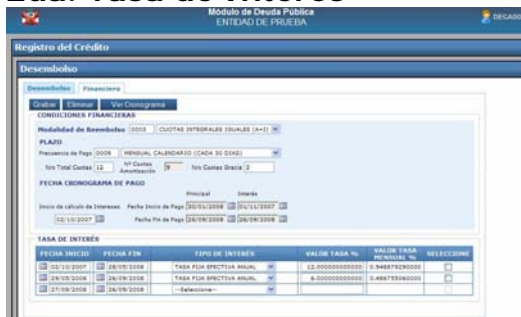 Módulo de Deuda Pública
ENTIDAD DE PRUEBA
Registro del Crédito
Desembolso
Desembolso Financiera
Grabar Eliminar Ver Cronograma
CONDICIONES FINANCIERAS
Modalidad de Reembolso 0003 CUOTAS INTEGRALES IGUALES (A+I)
PLAZO
Frecuencia de Pago 0009 MENSUAL CALENDARIO (CADA 30 DIAS)
Nro Total Cuotas 12 Nº Cuotas Amortización 9 Nro Cuotas Gracia 3
FECHA CRONOGRAMA DE PAGO
Principal Interés
Inicio de cálculo de Intereses Fecha Inicio de Pago 30/01/2008 01/11/2007
02/10/2007 Fecha Fin de Pago 26/09/2008 26/09/2008
TASA DE INTERÉS
FECHA INICIO FECHA FIN TIPO DE INTERÉS VALOR TASA % VALOR TASA MENSUAL % SELECCIONE
02/10/2007 28/05/2008 TASA FIJA EFECTIVA ANUAL 12.000000000000 0.948879290000
29/05/2008 26/09/2008 TASA FIJA EFECTIVA ANUAL 6.000000000000 0.486755060000
27/09/2008 26/09/2008 --Seleccione--